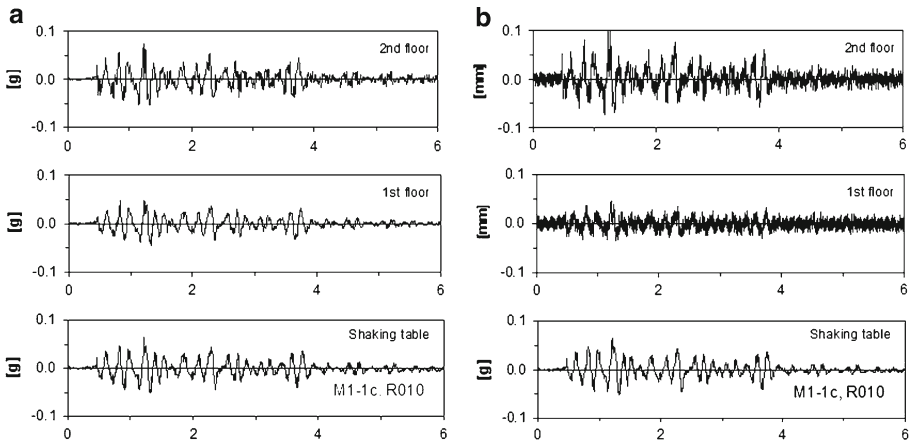 a
0.1
[g]
0.0
-0.1
2nd floor
0 2 4 6
0.1
[g]
0.0
-0.1
1st floor
0 2 4 6
0.1
[g]
0.0
-0.1
Shaking table
M1-1c. R010
0 2 4 6
b
0.1
[mm]
0.0
-0.1
2nd floor
0 2 4 6
0.1
[mm]
0.0
-0.1
1st floor
0 2 4 6
0.1
[g]
0.0
-0.1
Shaking table
M1-1c, R010
0 2 4 6